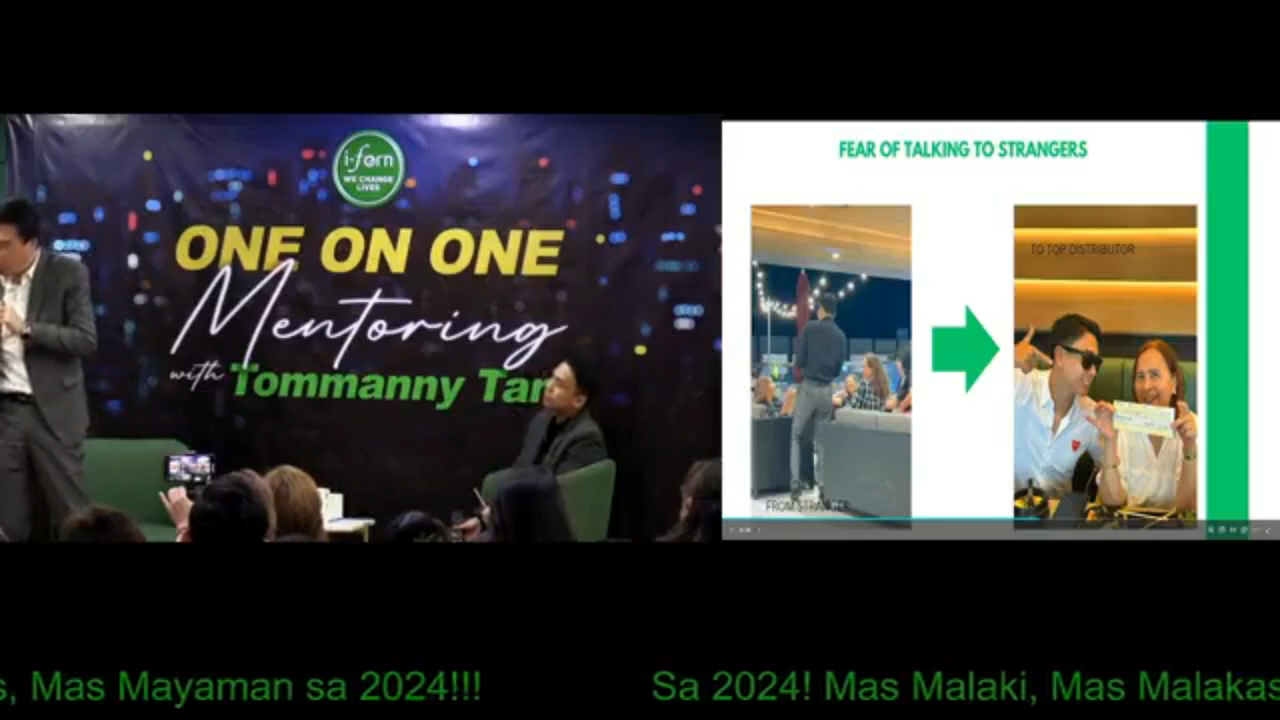 i-fern
WE CHANGE
LIVES
ONE ON ONE
Mentoring
with Tommanny Tan
FEAR OF TALKING TO STRANGERS
TO TOP DISTRIBUTOR
FROM STRANGER
s, Mas Mayaman sa 2024!!!
Sa 2024! Mas Malaki, Mas Malakas